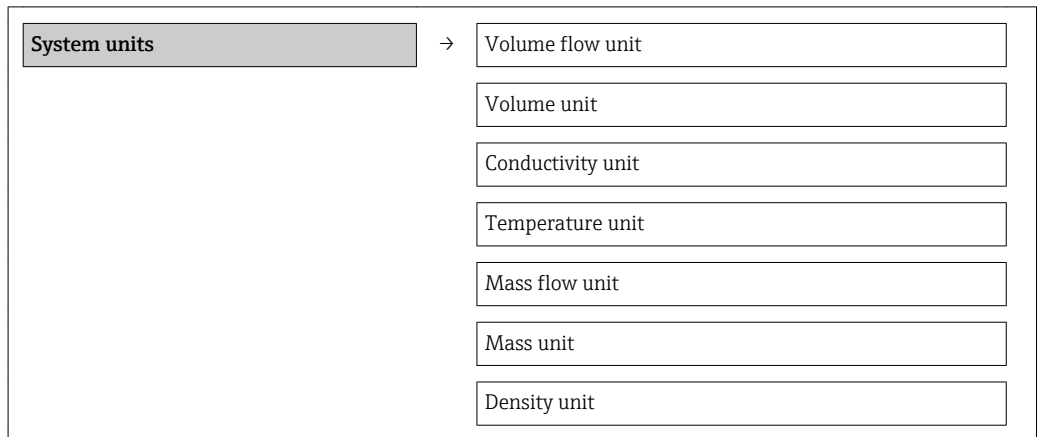 System units → Volume flow unit
Volume unit
Conductivity unit
Temperature unit
Mass flow unit
Mass unit
Density unit